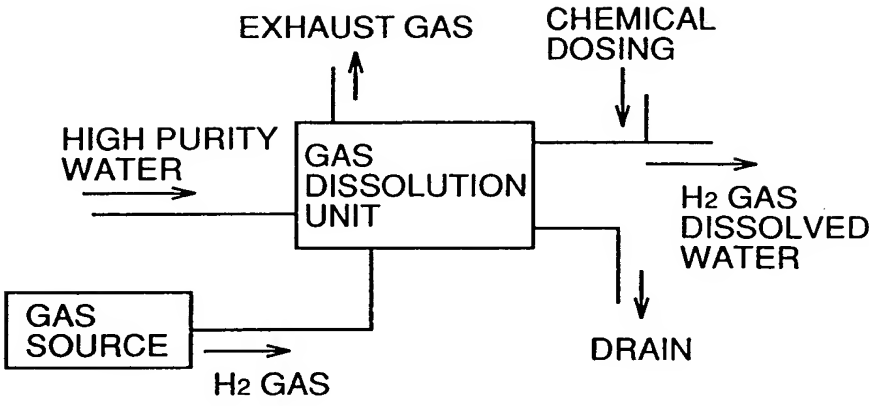 EXHAUST GAS
CHEMICAL
DOSING
HIGH PURITY
WATER
GAS
DISSOLUTION
UNIT
H2 GAS
DISSOLVED
WATER
GAS
SOURCE
H2 GAS
DRAIN